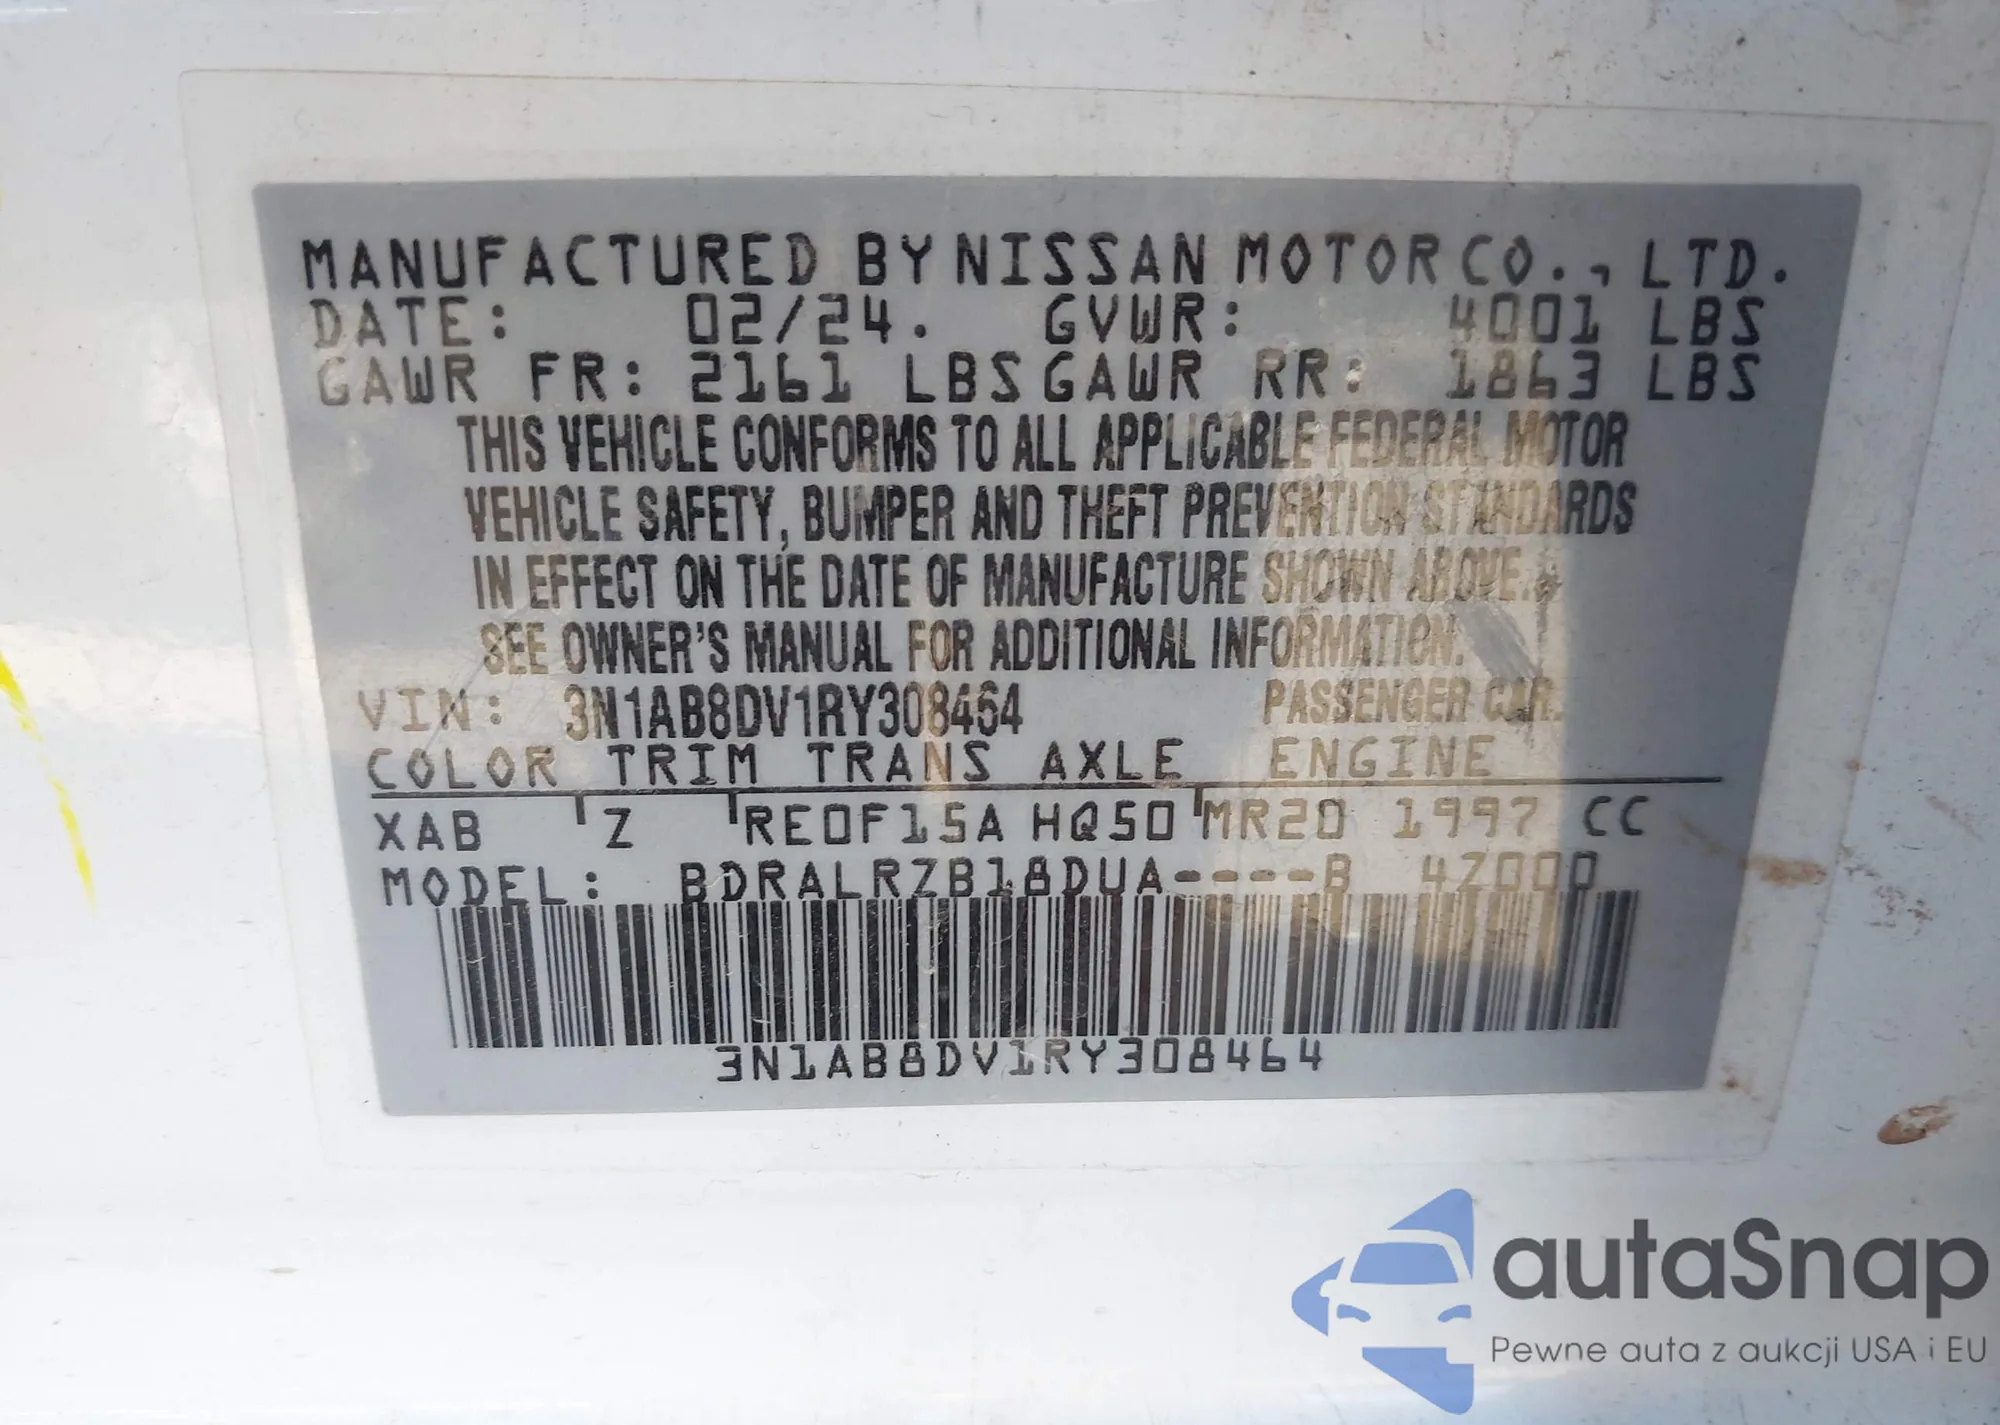 MANUFACTURED BY NISSAN MOTOR CO., LTD.
DATE: 02/24. GVWR: 4001 LBS
GAWR FR: 2161 LBS GAWR RR: 1863 LBS
THIS VEHICLE CONFORMS TO ALL APPLICABLE FEDERAL MOTOR
VEHICLE SAFETY, BUMPER AND THEFT PREVENTION STANDARDS
IN EFFECT ON THE DATE OF MANUFACTURE SHOWN ABOVE.
SEE OWNER'S MANUAL FOR ADDITIONAL INFORMATION.
VIN: 3N1AB8DV1RY308464 PASSENGER CAR.
COLOR TRIM TRANS AXLE ENGINE
XAB Z RE0F15A HQ50 MR20 1997 CC
MODEL: BDRALRZB18DUA----B 4Z000
3N1AB8DV1RY308464
autaSnap
Pewne auta z aukcji USA i EU